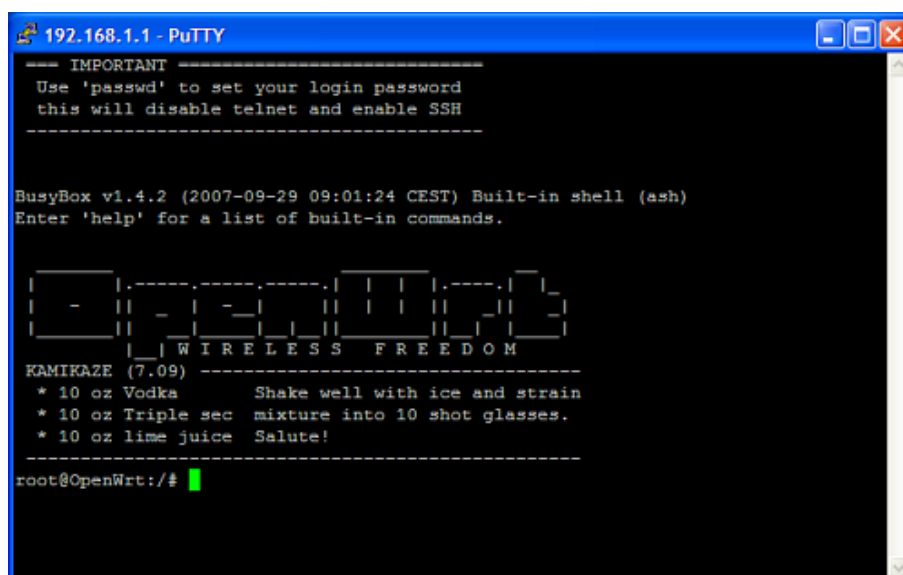 192.168.1.1 - PuTTY
=== IMPORTANT ============================
Use 'passwd' to set your login password
this will disable telnet and enable SSH
------------------------------------------
BusyBox v1.4.2 (2007-09-29 09:01:24 CEST) Built-in shell (ash)
Enter 'help' for a list of built-in commands.
OpenWrt
W I R E L E S S   F R E E D O M
KAMIKAZE (7.09) -----------------------------------
* 10 oz Vodka       Shake well with ice and strain
* 10 oz Triple sec  mixture into 10 shot glasses.
* 10 oz lime juice  Salute!
---------------------------------------------------
root@OpenWrt:/#